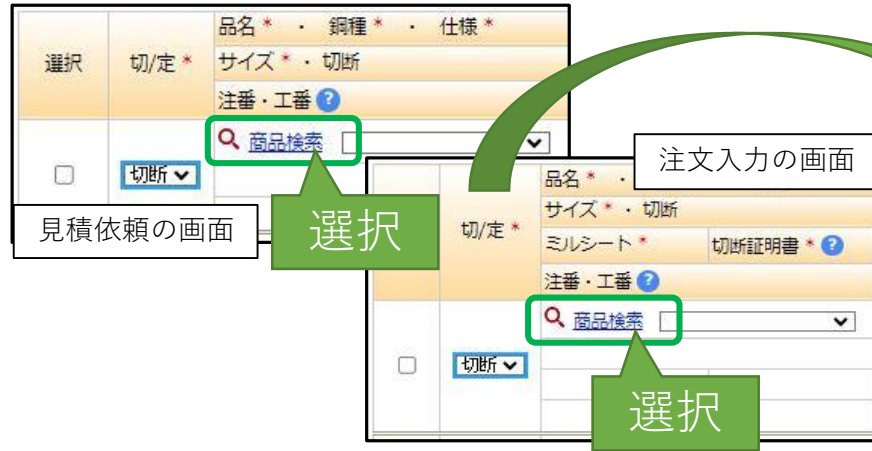 選択
切/定 *
品名 * ・ 鋼種 * ・ 仕様 *
サイズ * ・ 切断
注番・工番 ?
商品検索
切断
見積依頼の画面
選択
注文入力の画面
切/定 *
品名 * ・
サイズ * ・ 切断
ミルシート * 切断証明書 * ?
注番・工番 ?
商品検索
切断
選択